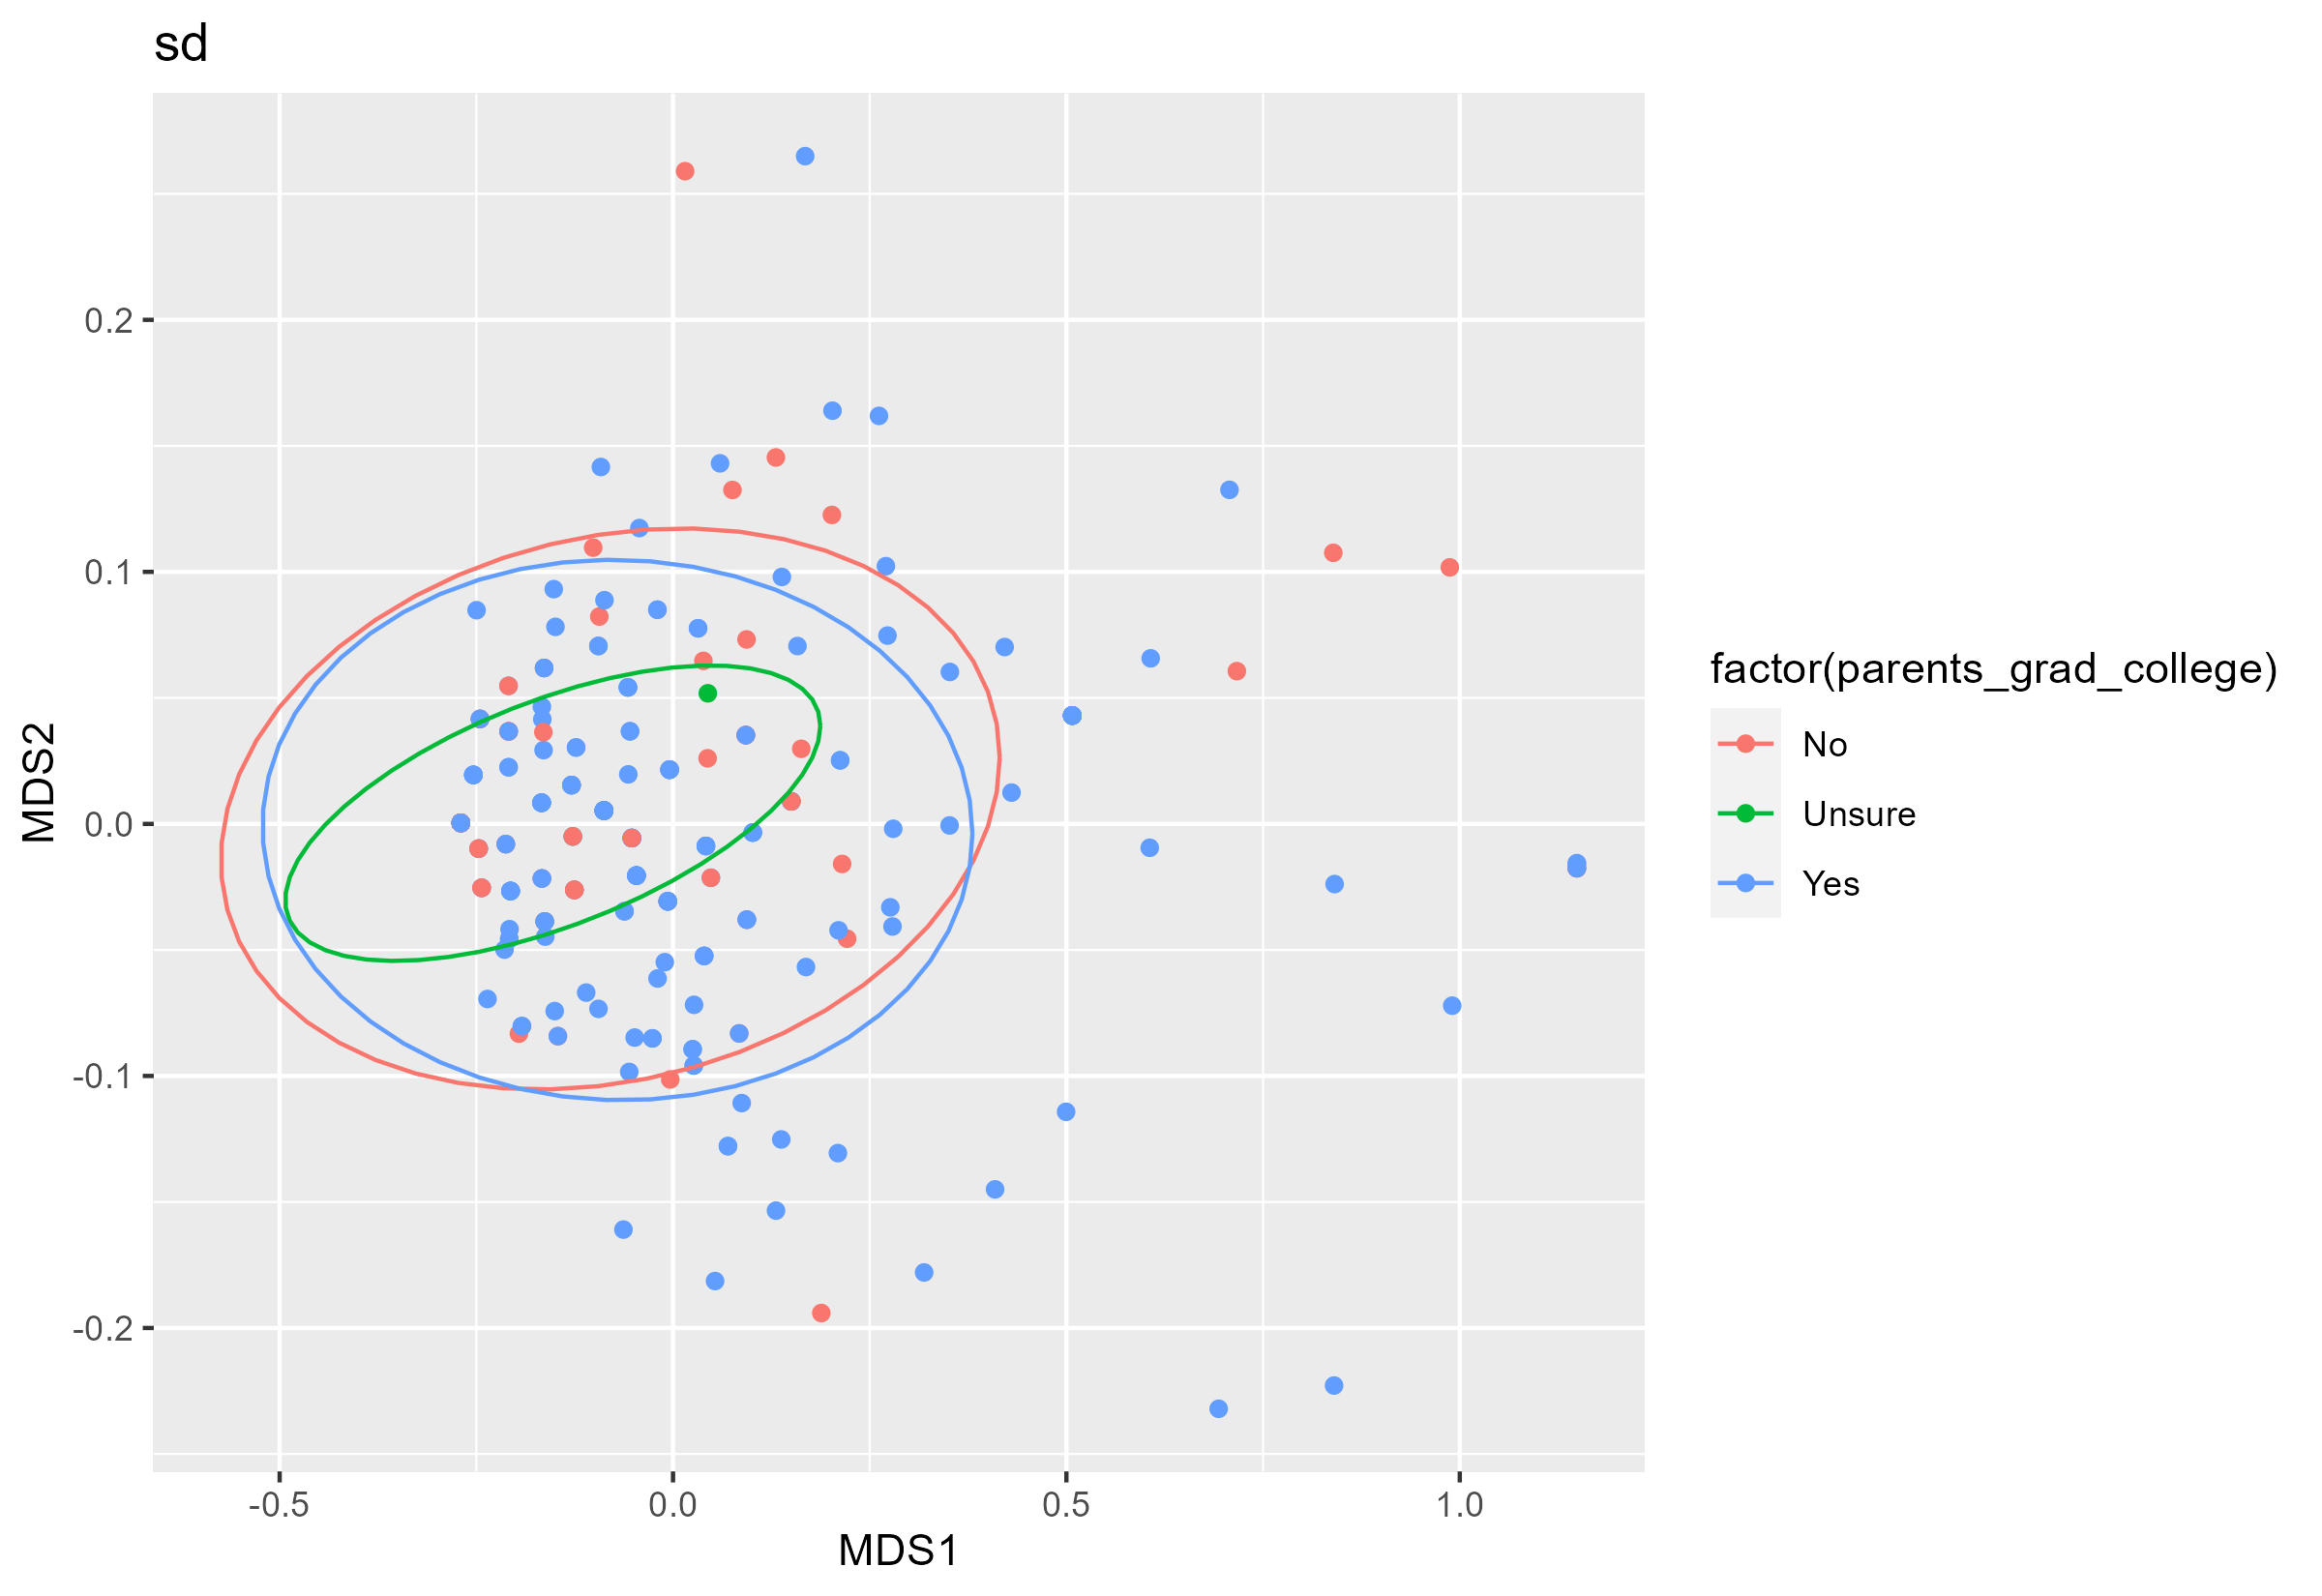 sd
MDS2
0.2
0.1
0.0
-0.1
-0.2
-0.5
0.0
0.5
1.0
MDS1
factor(parents_grad_college)
No
Unsure
Yes